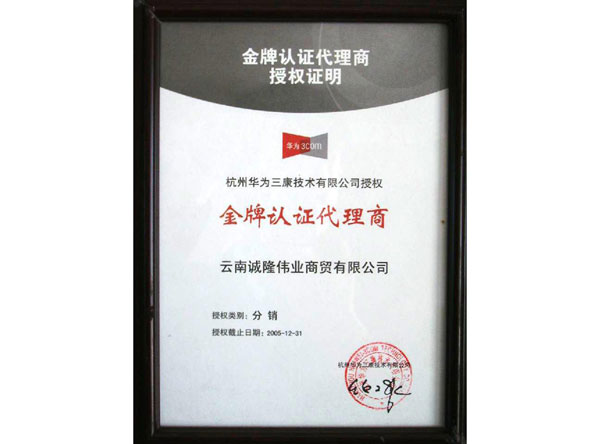 金牌认证代理商
授权证明
华为3com
杭州华为三康技术有限公司授权
金牌认证代理商
云南诚隆伟业商贸有限公司
授权类别：分 销
授权截止日期：2005-12-31
杭州华为三康技术有限公司